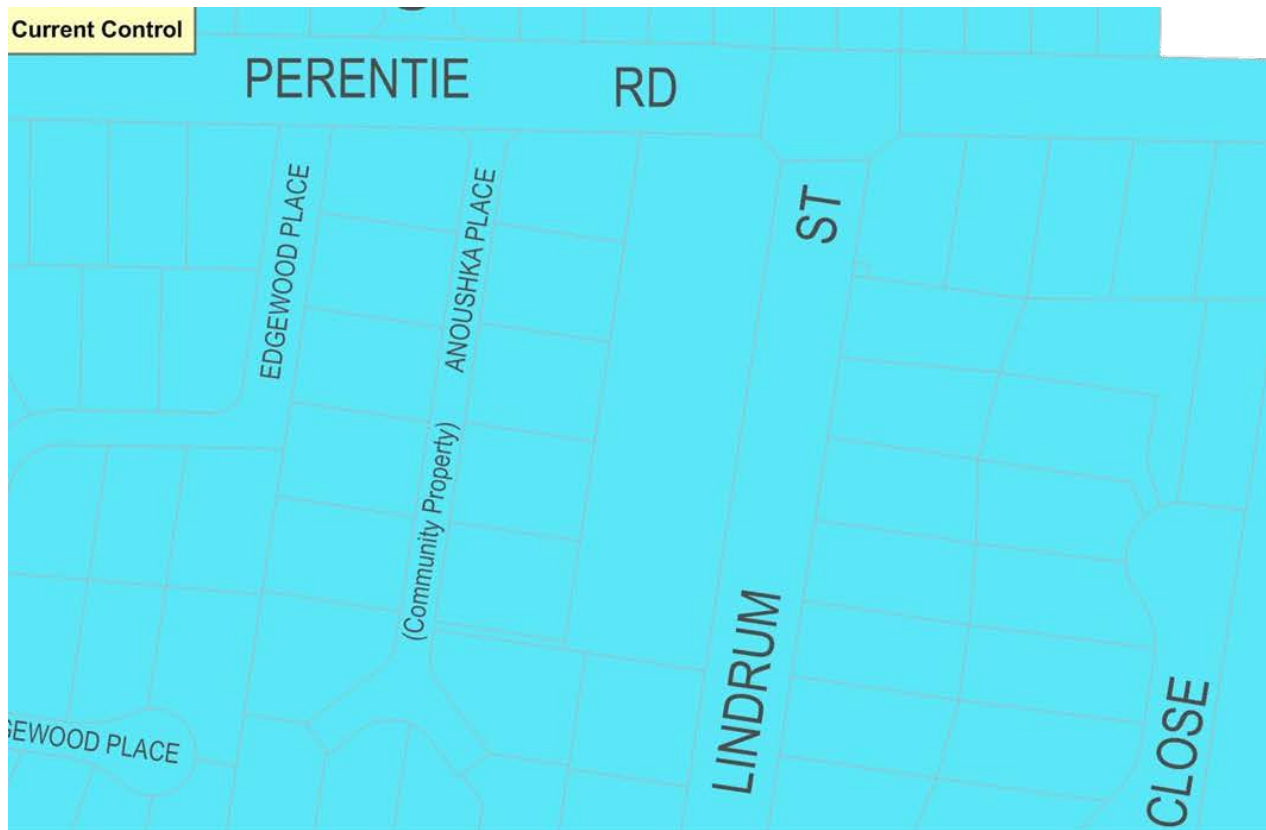 Current Control
PERENTIE RD
EDGEWOOD PLACE
ANOUSHKA PLACE
(Community Property)
ST
LINDRUM
GEWOOD PLACE
CLOSE